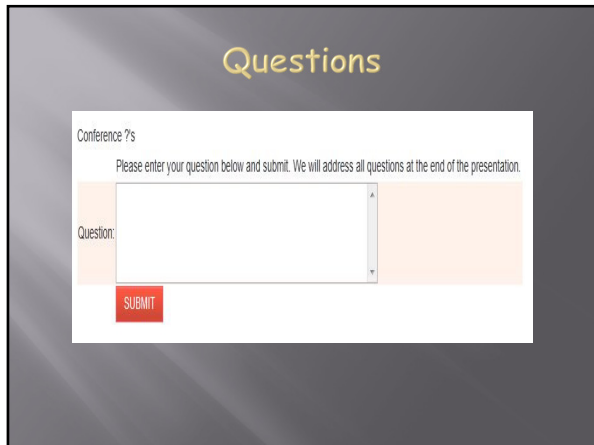 Questions
Conference ?'s
Please enter your question below and submit. We will address all questions at the end of the presentation.
Question:
SUBMIT